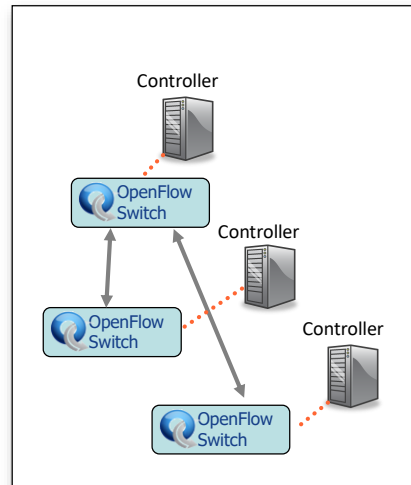 Controller
OpenFlow
Switch
Controller
OpenFlow
Switch
Controller
OpenFlow
Switch